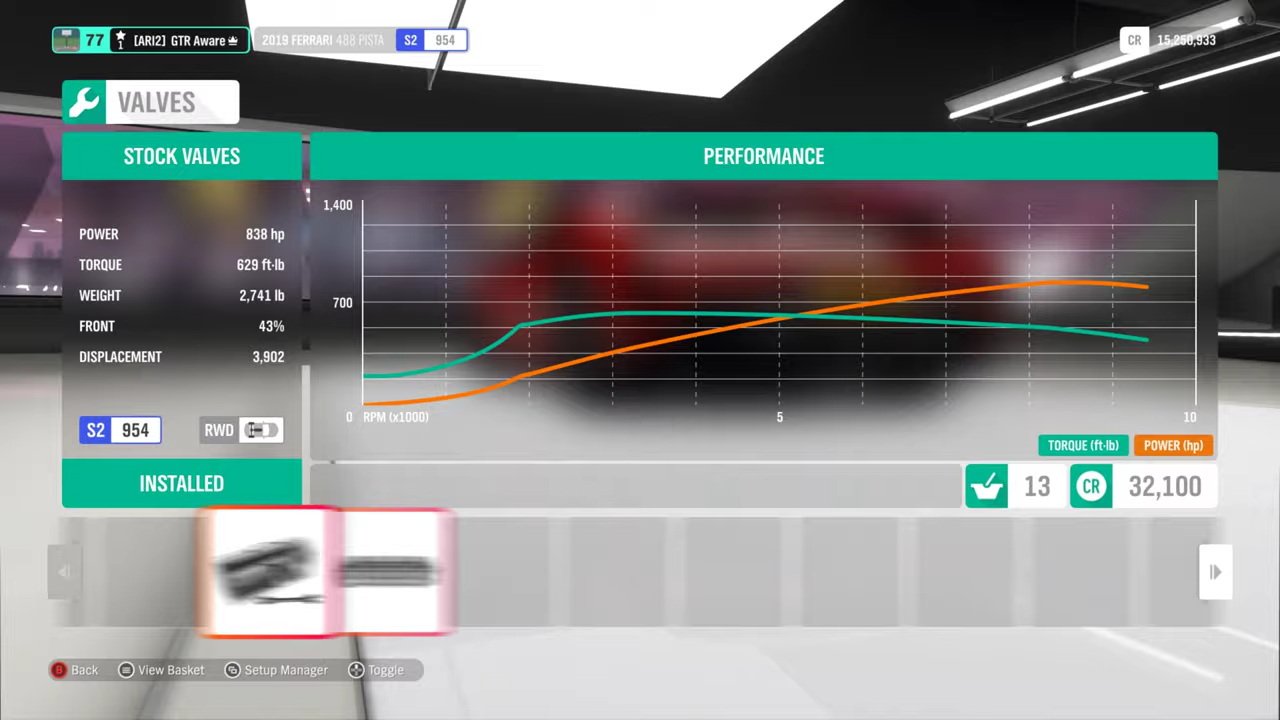 77 1 [ARI2] GTR Aware 2019 FERRARI 488 PISTA S2 954 CR 15,250,933
VALVES
STOCK VALVES
POWER 838 hp
TORQUE 629 ft·lb
WEIGHT 2,741 lb
FRONT 43%
DISPLACEMENT 3,902
S2 954 RWD
INSTALLED
PERFORMANCE
1,400
700
0 RPM (x1000) 5 10
TORQUE (ft·lb) POWER (hp)
13 CR 32,100
B Back View Basket Setup Manager Toggle